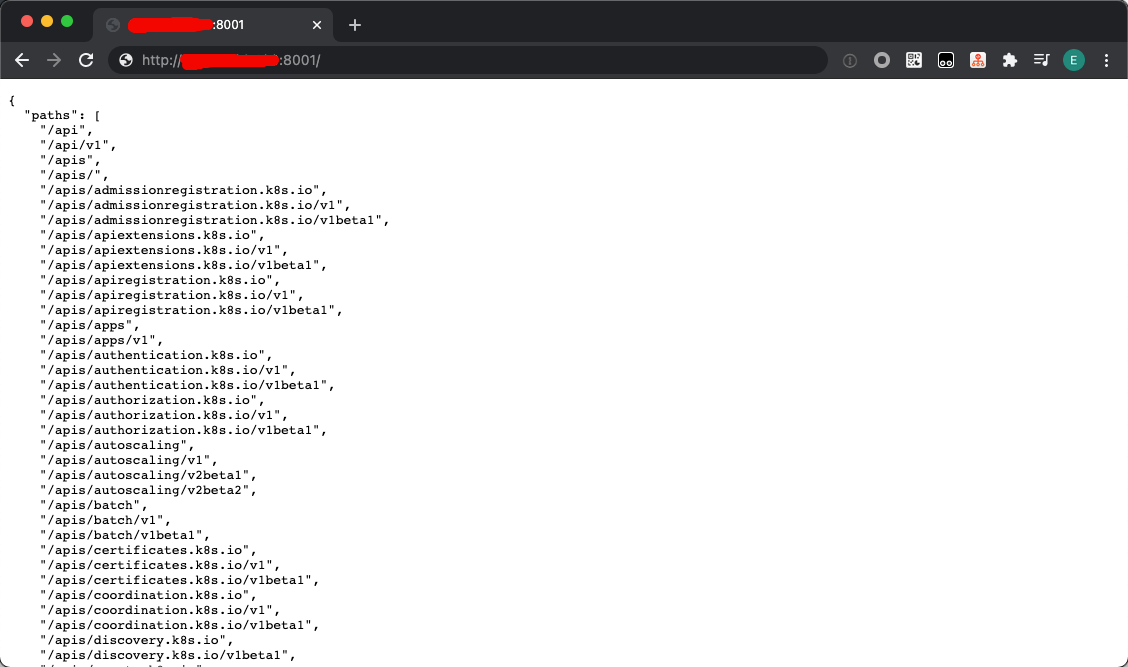 :8001
http:// :8001/
E
{
"paths": [
"/api",
"/api/v1",
"/apis",
"/apis/",
"/apis/admissionregistration.k8s.io",
"/apis/admissionregistration.k8s.io/v1",
"/apis/admissionregistration.k8s.io/v1beta1",
"/apis/apiextensions.k8s.io",
"/apis/apiextensions.k8s.io/v1",
"/apis/apiextensions.k8s.io/v1beta1",
"/apis/apiregistration.k8s.io",
"/apis/apiregistration.k8s.io/v1",
"/apis/apiregistration.k8s.io/v1beta1",
"/apis/apps",
"/apis/apps/v1",
"/apis/authentication.k8s.io",
"/apis/authentication.k8s.io/v1",
"/apis/authentication.k8s.io/v1beta1",
"/apis/authorization.k8s.io",
"/apis/authorization.k8s.io/v1",
"/apis/authorization.k8s.io/v1beta1",
"/apis/autoscaling",
"/apis/autoscaling/v1",
"/apis/autoscaling/v2beta1",
"/apis/autoscaling/v2beta2",
"/apis/batch",
"/apis/batch/v1",
"/apis/batch/v1beta1",
"/apis/certificates.k8s.io",
"/apis/certificates.k8s.io/v1",
"/apis/certificates.k8s.io/v1beta1",
"/apis/coordination.k8s.io",
"/apis/coordination.k8s.io/v1",
"/apis/coordination.k8s.io/v1beta1",
"/apis/discovery.k8s.io",
"/apis/discovery.k8s.io/v1beta1",